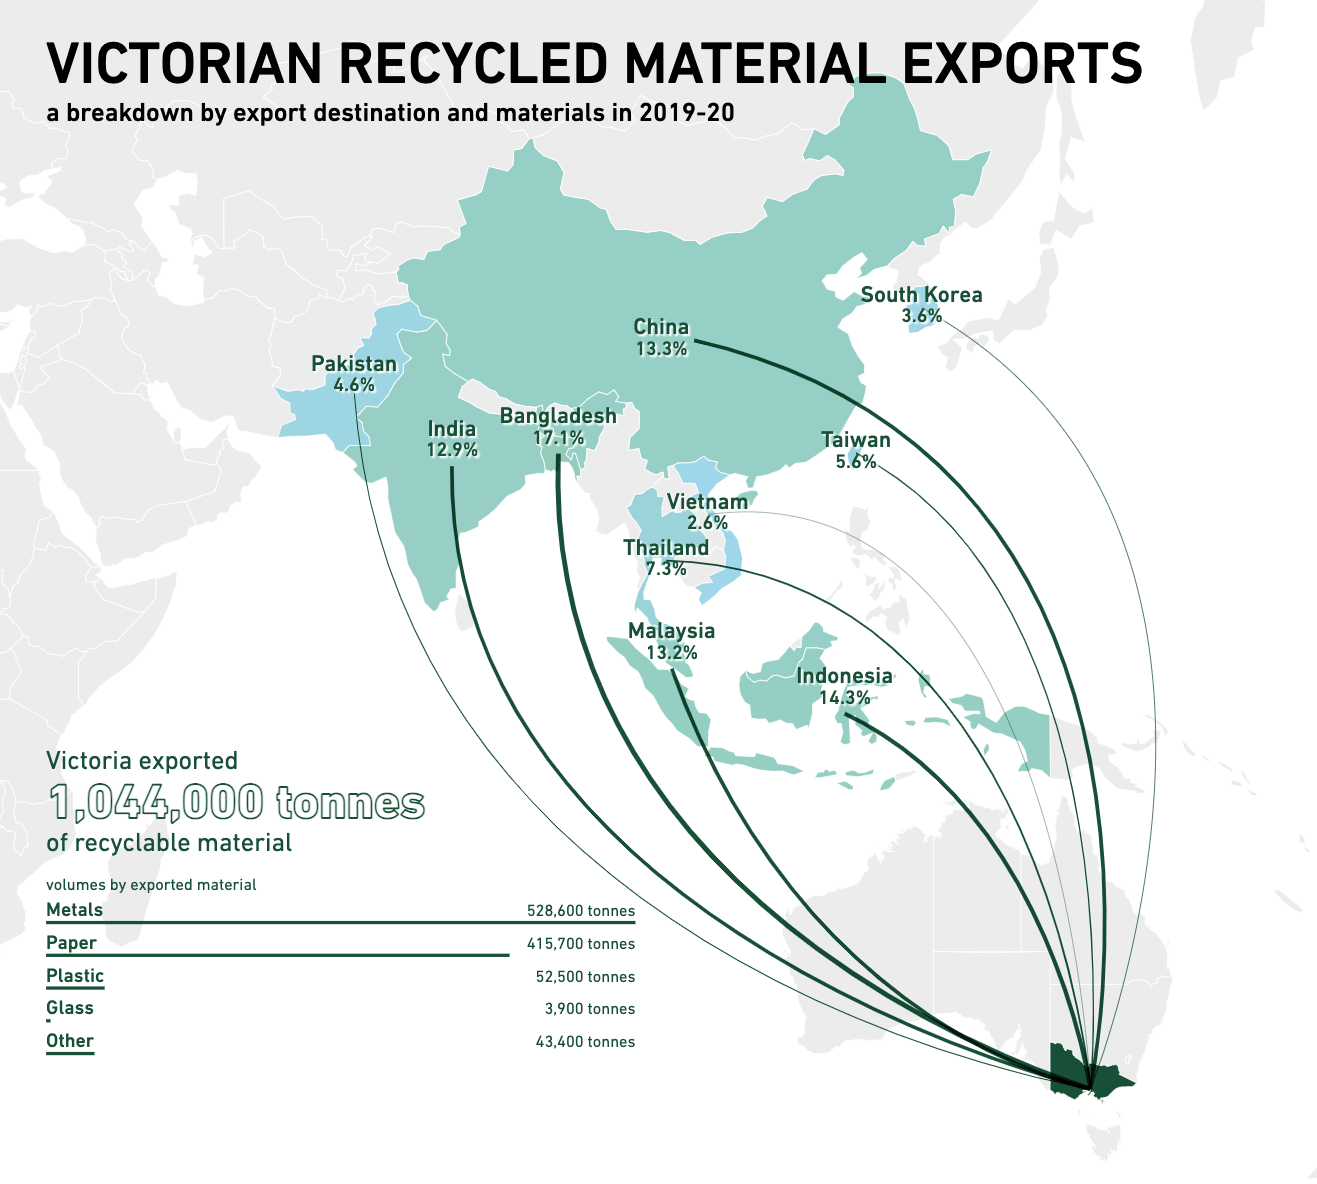 VICTORIAN RECYCLED MATERIAL EXPORTS
a breakdown by export destination and materials in 2019-20
South Korea
3.6%
China
13.3%
Pakistan
4.6%
Bangladesh
17.1%
India
12.9%
Taiwan
5.6%
Vietnam
2.6%
Thailand
7.3%
Malaysia
13.2%
Indonesia
14.3%
Victoria exported
1,044,000 tonnes
of recyclable material
volumes by exported material
Metals 528,600 tonnes
Paper 415,700 tonnes
Plastic 52,500 tonnes
Glass 3,900 tonnes
Other 43,400 tonnes